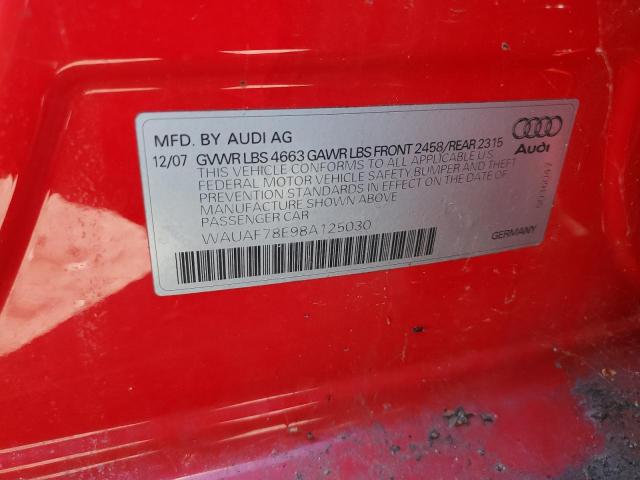 MFD. BY AUDI AG
12/07 GVWR LBS 4663 GAWR LBS FRONT 2458/REAR 2315
THIS VEHICLE CONFORMS TO ALL APPLICABLE U.S.
FEDERAL MOTOR VEHICLE SAFETY BUMPER AND THEFT
PREVENTION STANDARDS IN EFFECT ON THE DATE OF
MANUFACTURE SHOWN ABOVE
PASSENGER CAR
WAUAF78E98A125030
Audi
GERMANY